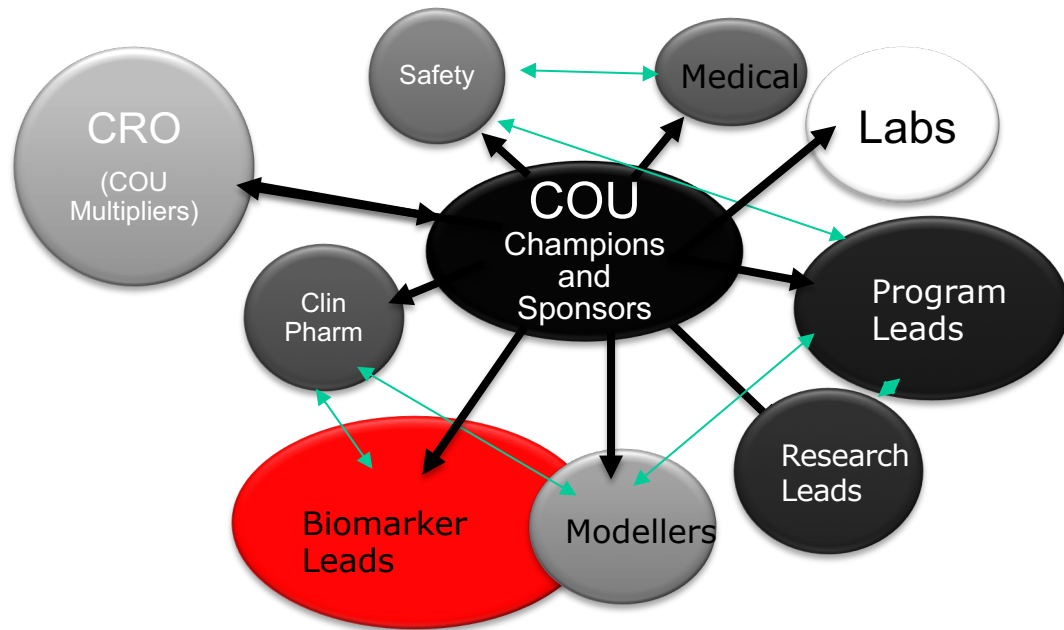 Safety
Medical
CRO
(COU
Multipliers)
Labs
COU
Champions
and
Sponsors
Clin
Pharm
Program
Leads
Research
Leads
Biomarker
Leads
Modellers